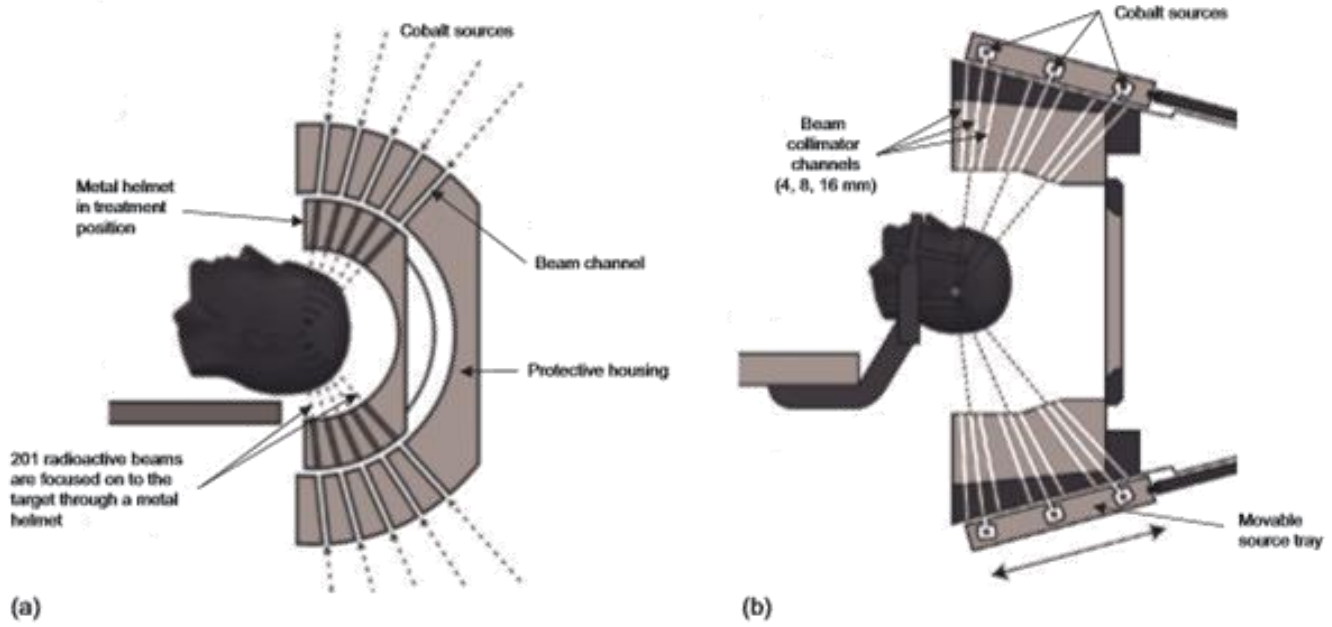 Cobalt sources
Metal helmet
in treatment
position
Beam channel
Protective housing
201 radioactive beams
are focused on to the
target through a metal
helmet
(a)
Cobalt sources
Beam
collimator
channels
(4, 8, 16 mm)
Movable
source tray
(b)